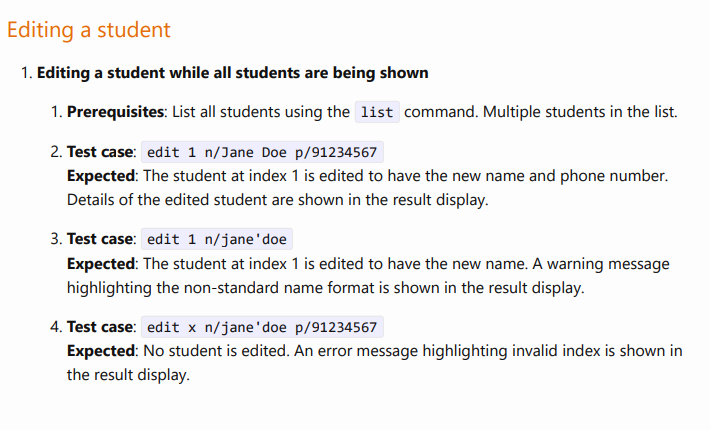 Editing a student
1. Editing a student while all students are being shown
1. Prerequisites: List all students using the list command. Multiple students in the list.
2. Test case: edit 1 n/Jane Doe p/91234567
Expected: The student at index 1 is edited to have the new name and phone number.
Details of the edited student are shown in the result display.
3. Test case: edit 1 n/jane'doe
Expected: The student at index 1 is edited to have the new name. A warning message
highlighting the non-standard name format is shown in the result display.
4. Test case: edit x n/jane'doe p/91234567
Expected: No student is edited. An error message highlighting invalid index is shown in
the result display.